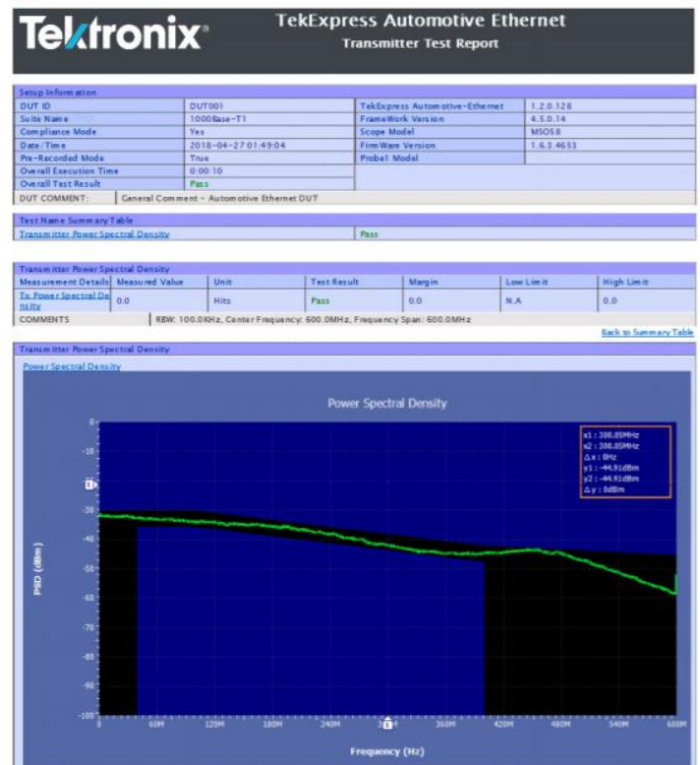 Tektronix®
TekExpress Automotive Ethernet
Transmitter Test Report
Setup Information
DUT ID DUT001 TekExpress Automotive-Ethernet 1.2.0.128
Suite Name 1000Base-T1 FrameWork Version 4.5.0.14
Compliance Mode Yes Scope Model MSO58
Date/Time 2018-04-27 01:49:04 FirmWare Version 1.6.3.4653
Pre-Recorded Mode True Probe1 Model
Overall Execution Time 0:00:10
Overall Test Result Pass
DUT COMMENT: General Comment - Automotive Ethernet DUT
Test Name Summary Table
Transmitter Power Spectral Density Pass
Transmitter Power Spectral Density
Measurement Details Measured Value Unit Test Result Margin Low Limit High Limit
Tx Power Spectral De
nsity 0.0 Hits Pass 0.0 N.A 0.0
COMMENTS RBW: 100.0KHz, Center Frequency: 600.0MHz, Frequency Span: 600.0MHz
Back to Summary Table
Transmitter Power Spectral Density
Power Spectral Density
Power Spectral Density
x1 : 300.05MHz
x2 : 300.05MHz
Δx : 0Hz
y1 : -44.91dBm
y2 : -44.91dBm
Δy : 0dBm
PSD (dBm)
0
-10
-30
-40
-50
-60
-70
-80
-90
-100
0 60M 120M 180M 240M 360M 420M 480M 540M 600M
Frequency (Hz)